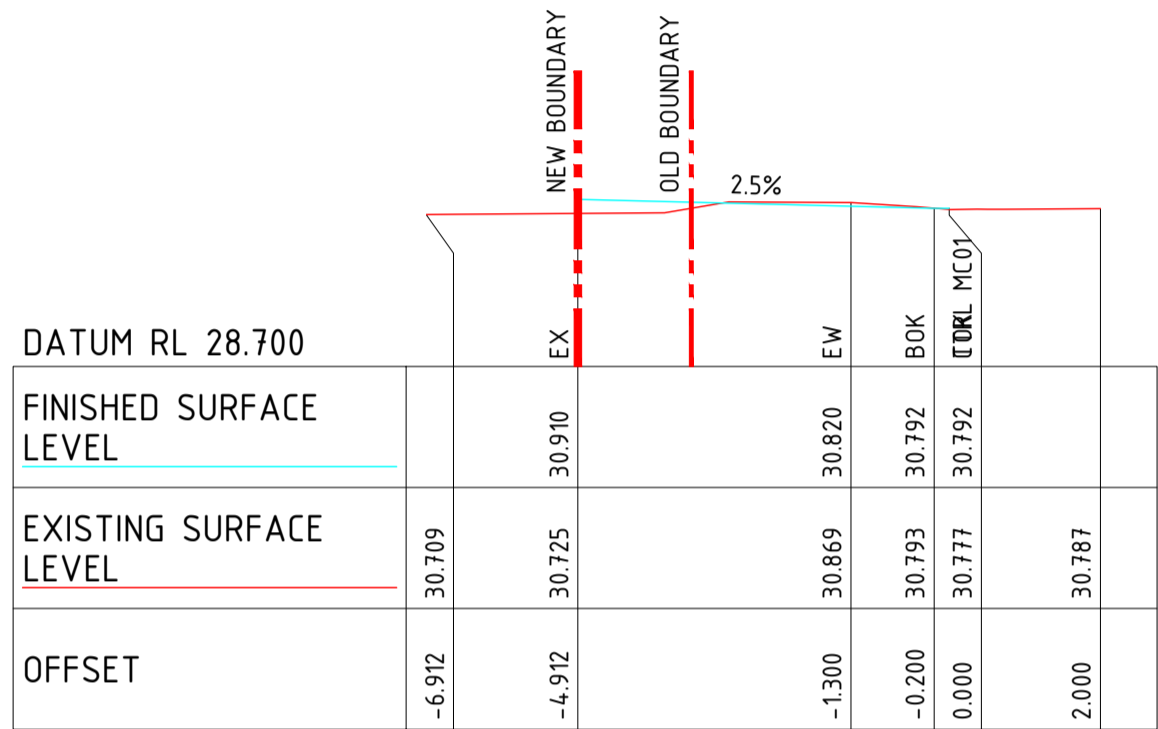 NEW BOUNDARY
OLD BOUNDARY
2.5%
DATUM RL 28.700
EX
EW
BOK
MC01
FINISHED SURFACE
LEVEL
30.910
30.820
30.792
30.792
EXISTING SURFACE
LEVEL
30.709
30.725
30.869
30.793
30.777
30.787
OFFSET
-6.912
-4.912
-1.300
-0.200
0.000
2.000